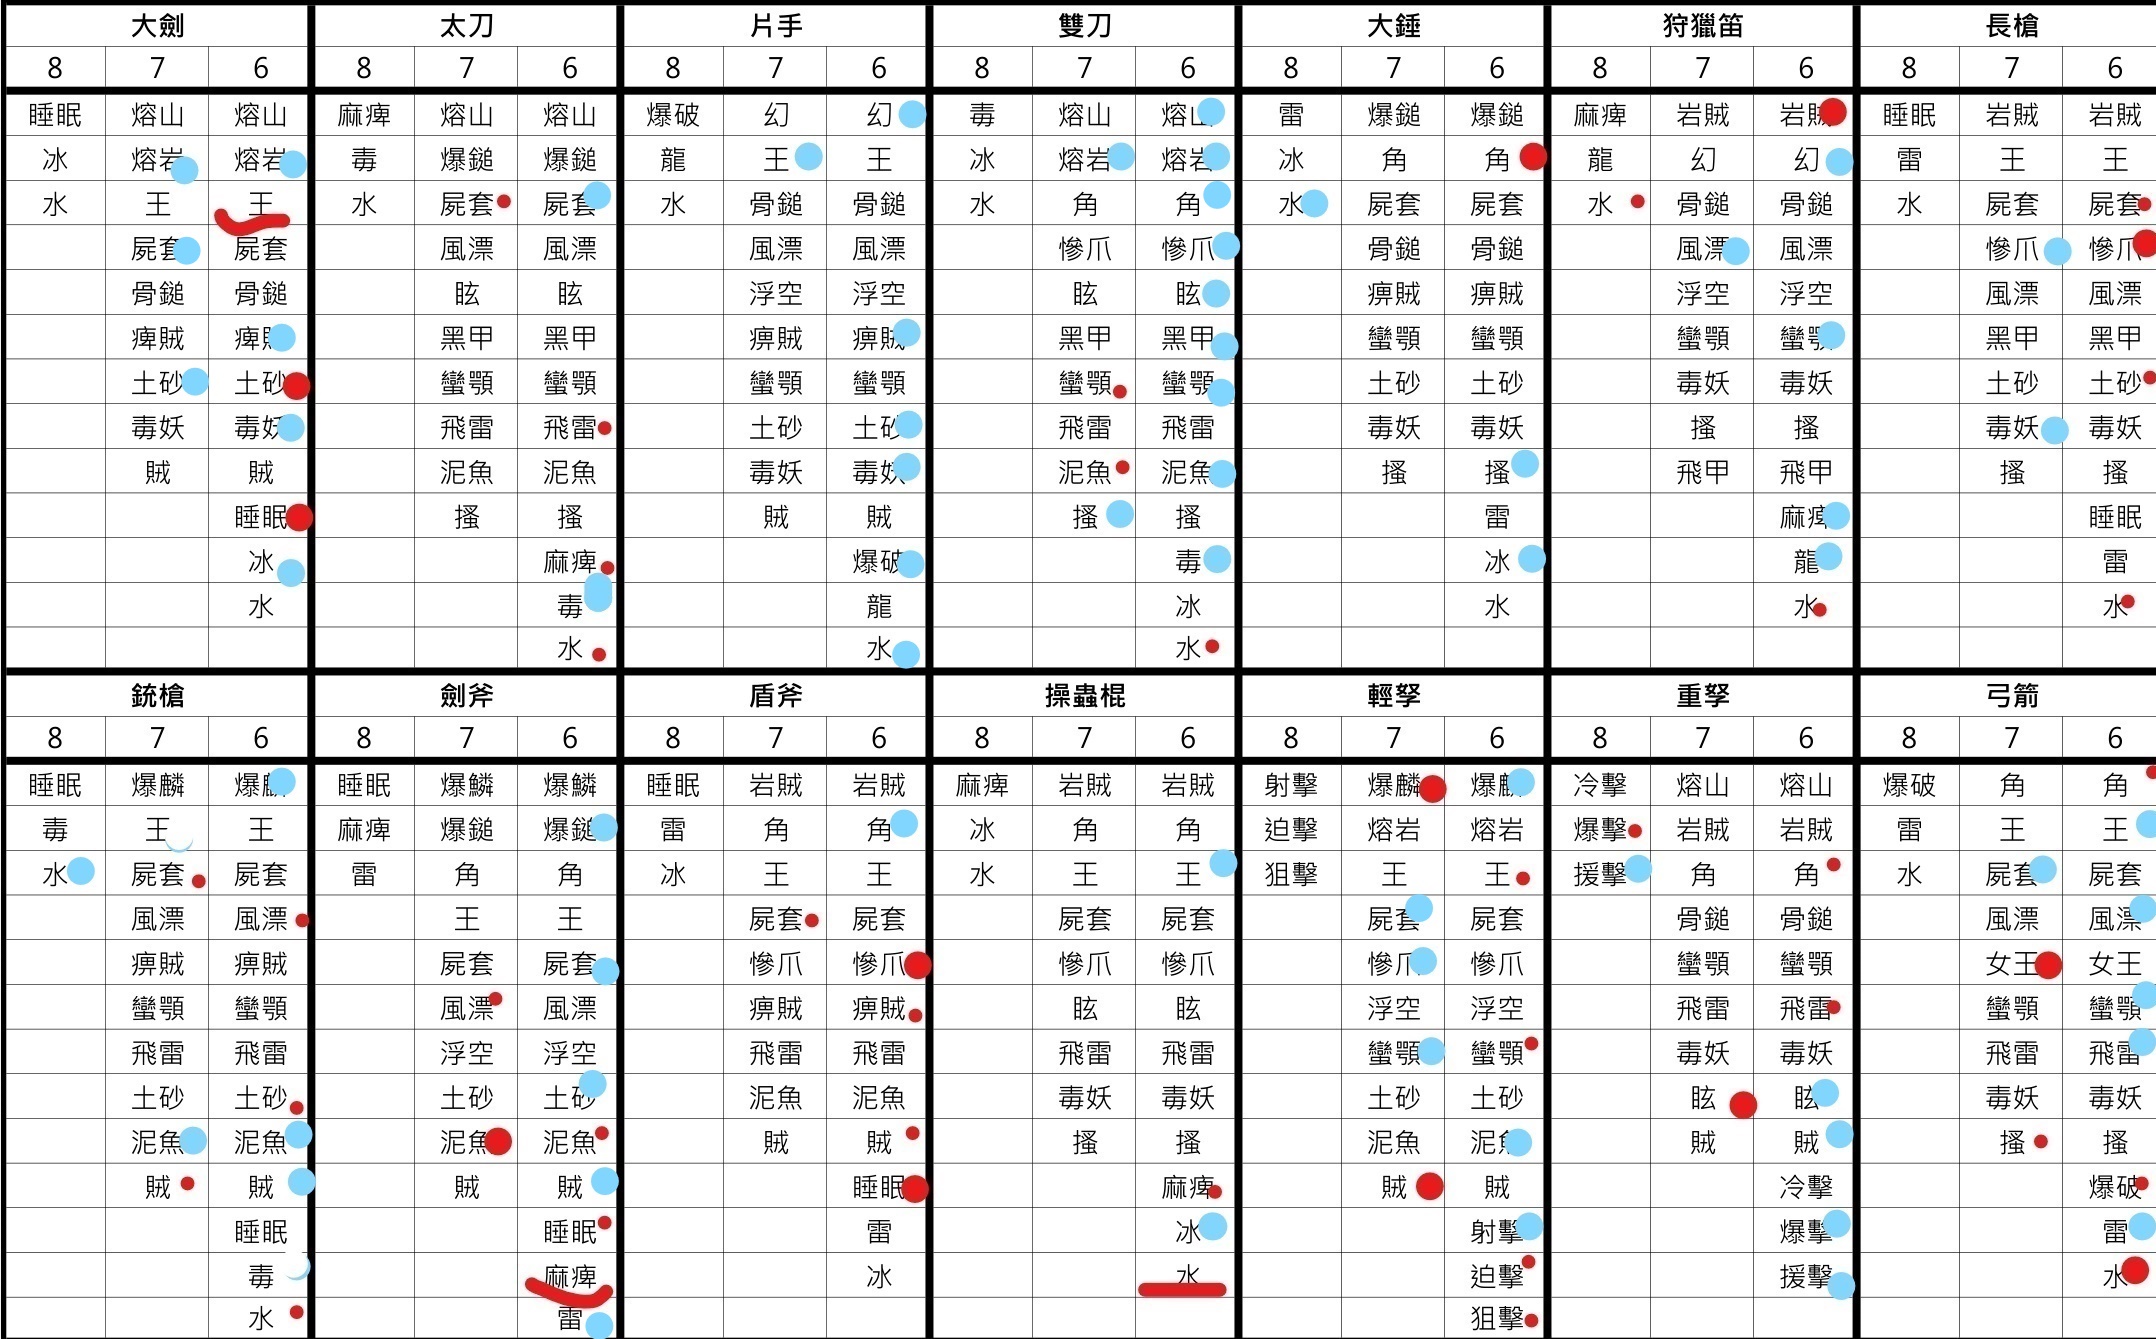 大劍 太刀 片手 雙刀 大錘 狩獵笛 長槍
8 7 6 8 7 6 8 7 6 8 7 6 8 7 6 8 7 6 8 7 6
睡眠 熔山 熔山 麻痺 熔山 熔山 爆破 幻 幻 毒 熔山 熔山 雷 爆鎚 爆鎚 麻痺 岩賊 岩賊 睡眠 岩賊 岩賊
冰 熔岩 熔岩 毒 爆鎚 爆鎚 龍 王 王 冰 熔岩 熔岩 冰 角 角 龍 幻 幻 雷 王 王
水 王 王 水 屍套 屍套 水 骨鎚 骨鎚 水 角 角 水 屍套 屍套 水 骨鎚 骨鎚 水 屍套 屍套
屍套 屍套 風漂 風漂 風漂 風漂 慘爪 慘爪 骨鎚 骨鎚 風漂 風漂 慘爪 慘爪
骨鎚 骨鎚 眩 眩 浮空 浮空 眩 眩 痹賊 痹賊 浮空 浮空 風漂 風漂
痺賊 痺賊 黑甲 黑甲 痹賊 痹賊 黑甲 黑甲 蠻顎 蠻顎 蠻顎 蠻顎 黑甲 黑甲
土砂 土砂 蠻顎 蠻顎 蠻顎 蠻顎 蠻顎 蠻顎 土砂 土砂 毒妖 毒妖 土砂 土砂
毒妖 毒妖 飛雷 飛雷 土砂 土砂 飛雷 飛雷 毒妖 毒妖 搔 搔 毒妖 毒妖
賊 賊 泥魚 泥魚 毒妖 毒妖 泥魚 泥魚 搔 搔 飛甲 飛甲 搔 搔
睡眠 搔 搔 賊 賊 搔 搔 雷 麻痺 睡眠
冰 麻痺 爆破 毒 冰 龍 雷
水 毒 龍 冰 水 水 水
水 水 水
銃槍 劍斧 盾斧 操蟲棍 輕孥 重孥 弓箭
8 7 6 8 7 6 8 7 6 8 7 6 8 7 6 8 7 6 8 7 6
睡眠 爆麟 爆麟 睡眠 爆鱗 爆鱗 睡眠 岩賊 岩賊 麻痺 岩賊 岩賊 射擊 爆麟 爆麟 冷擊 熔山 熔山 爆破 角 角
毒 王 王 麻痺 爆鎚 爆鎚 雷 角 角 冰 角 角 迫擊 熔岩 熔岩 爆擊 岩賊 岩賊 雷 王 王
水 屍套 屍套 雷 角 角 冰 王 王 水 王 王 狙擊 王 王 援擊 角 角 水 屍套 屍套
風漂 風漂 王 王 屍套 屍套 屍套 屍套 屍套 屍套 骨鎚 骨鎚 風漂 風漂
痹賊 痹賊 屍套 屍套 慘爪 慘爪 慘爪 慘爪 慘爪 慘爪 蠻顎 蠻顎 女王 女王
蠻顎 蠻顎 風漂 風漂 痹賊 痹賊 眩 眩 浮空 浮空 飛雷 飛雷 蠻顎 蠻顎
飛雷 飛雷 浮空 浮空 飛雷 飛雷 飛雷 飛雷 蠻顎 蠻顎 毒妖 毒妖 飛雷 飛雷
土砂 土砂 土砂 土砂 泥魚 泥魚 毒妖 毒妖 土砂 土砂 眩 眩 毒妖 毒妖
泥魚 泥魚 泥魚 泥魚 賊 賊 搔 搔 泥魚 泥魚 賊 賊 搔 搔
賊 賊 賊 賊 睡眠 麻痺 賊 賊 冷擊 爆破
睡眠 睡眠 雷 冰 射擊 爆擊 雷
毒 麻痺 冰 水 迫擊 援擊 水
水 雷 狙擊